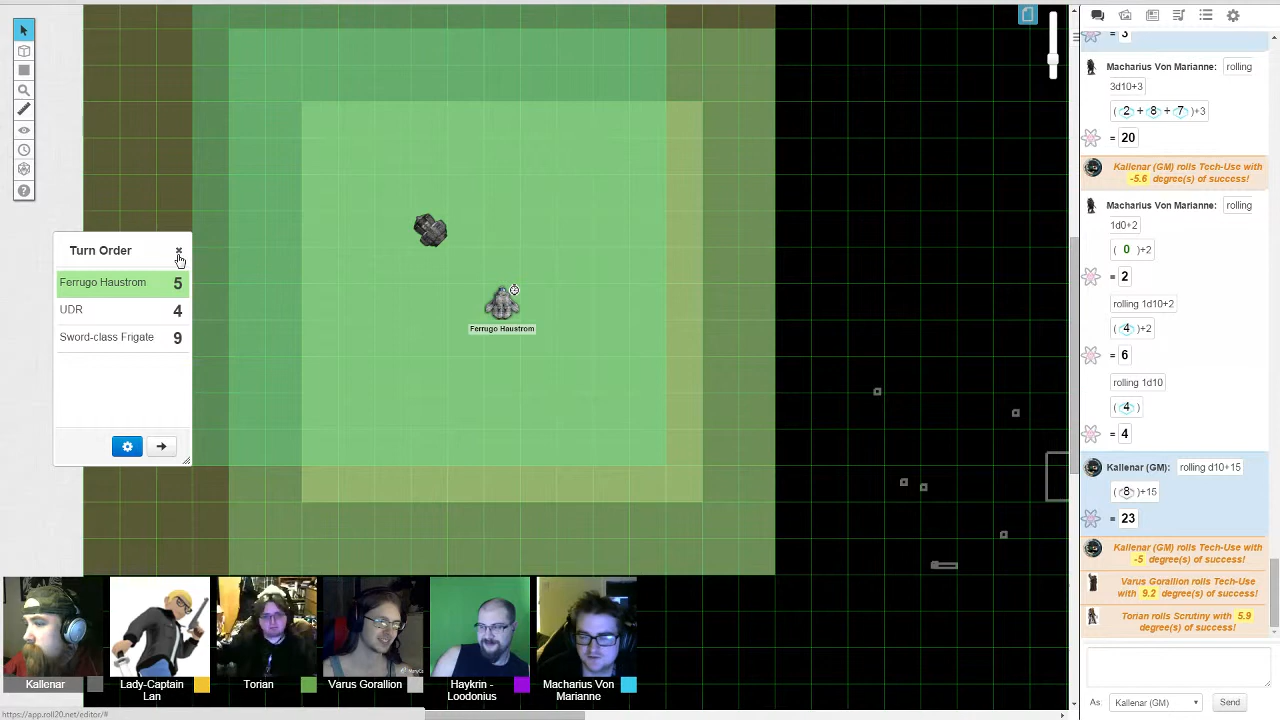 Turn Order
×
Ferrugo Haustrom 5
UDR 4
Sword-class Frigate 9
Ferrugo Haustrom
Kallenar
Lady-Captain
Lan
Torian
Varus Gorallion
Haykrin -
Loodonius
Macharius Von
Marianne
https://app.roll20.net/editor/#
= 3
Macharius Von Marianne: rolling
3d10+3
(2+8+7)+3
= 20
Kallenar (GM) rolls Tech-Use with
-5.6 degree(s) of success!
Macharius Von Marianne: rolling
1d0+2
(0)+2
= 2
rolling 1d10+2
(4)+2
= 6
rolling 1d10
(4)
= 4
Kallenar (GM): rolling d10+15
(8)+15
= 23
Kallenar (GM) rolls Tech-Use with
-5 degree(s) of success!
Varus Gorallion rolls Tech-Use
with 9.2 degree(s) of success!
Torian rolls Scrutiny with 5.9
degree(s) of success!
As: Kallenar (GM) Send